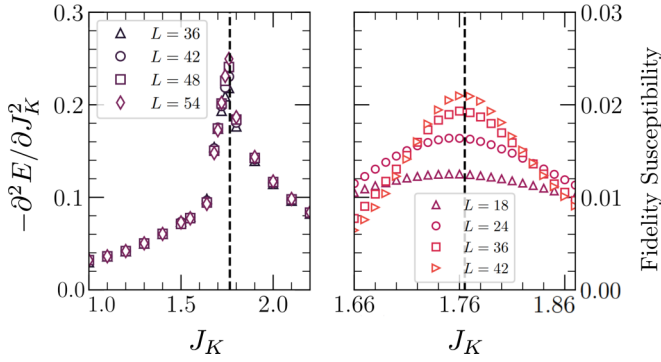 0.3
0.2
0.1
0.0
−∂²E/∂J_K²
L = 36
L = 42
L = 48
L = 54
1.0
1.5
2.0
J_K
L = 18
L = 24
L = 36
L = 42
1.66
1.76
1.86
J_K
0.03
0.02
0.01
0.00
Fidelity Susceptibility